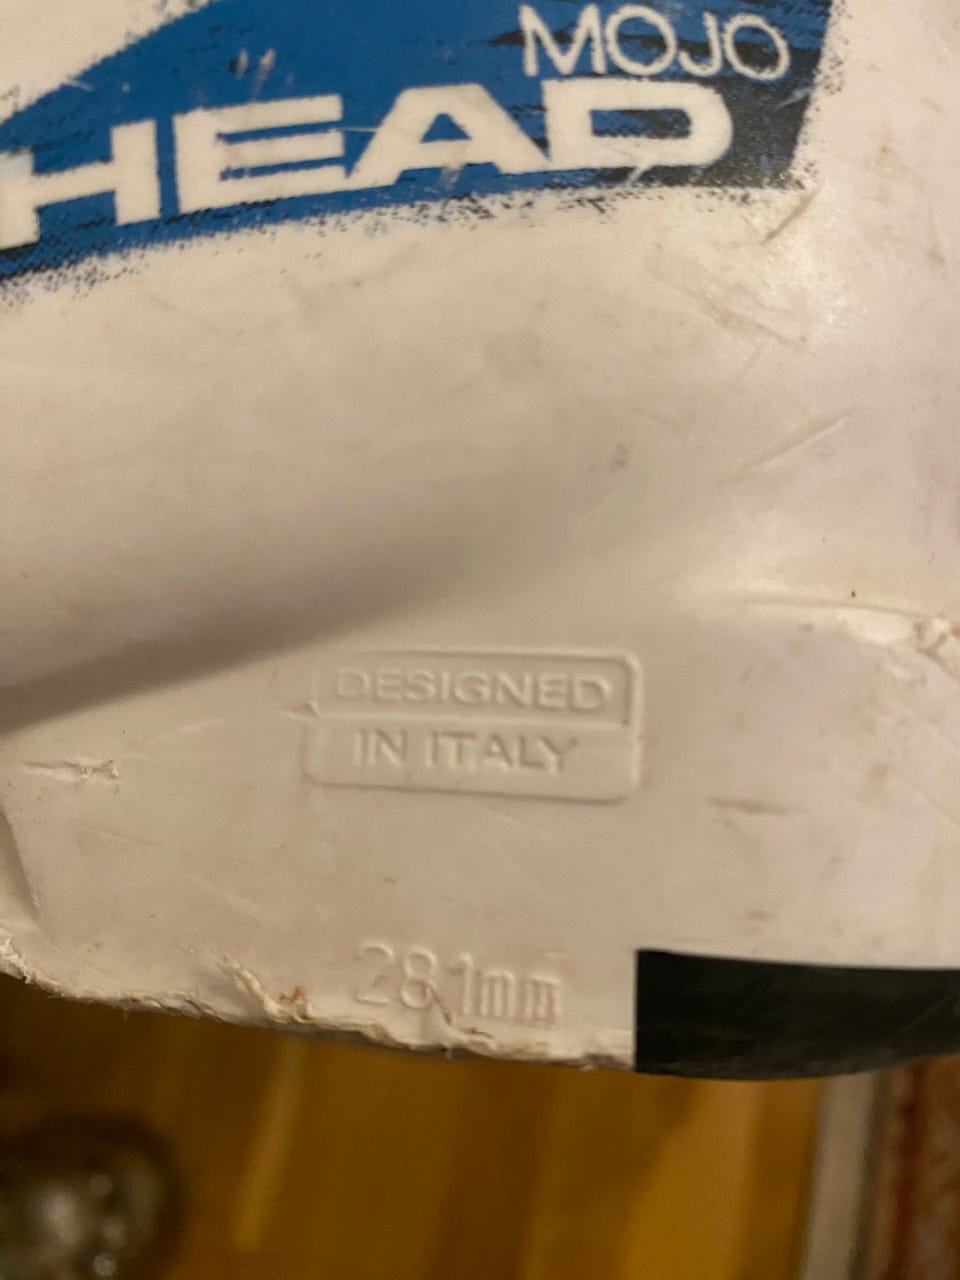 MOJO
HEAD
DESIGNED
IN ITALY
281mm